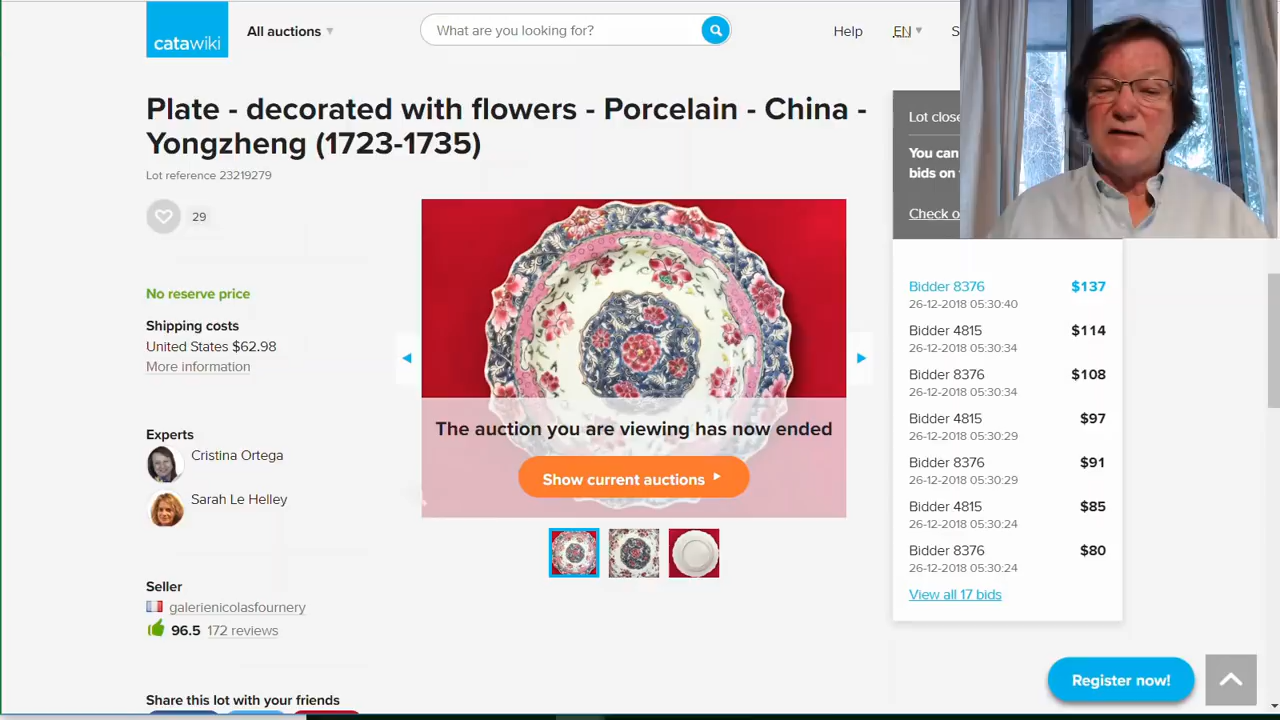 catawiki
All auctions
What are you looking for?
Help
EN
S
Plate - decorated with flowers - Porcelain - China -
Yongzheng (1723-1735)
Lot reference 23219279
29
No reserve price
Shipping costs
United States $62.98
More information
Experts
Cristina Ortega
Sarah Le Helley
Seller
galerienicolasfournery
96.5 172 reviews
Share this lot with your friends
The auction you are viewing has now ended
Show current auctions
Lot close
You can
bids on
Check o
Bidder 8376 $137
26-12-2018 05:30:40
Bidder 4815 $114
26-12-2018 05:30:34
Bidder 8376 $108
26-12-2018 05:30:34
Bidder 4815 $97
26-12-2018 05:30:29
Bidder 8376 $91
26-12-2018 05:30:29
Bidder 4815 $85
26-12-2018 05:30:24
Bidder 8376 $80
26-12-2018 05:30:24
View all 17 bids
Register now!